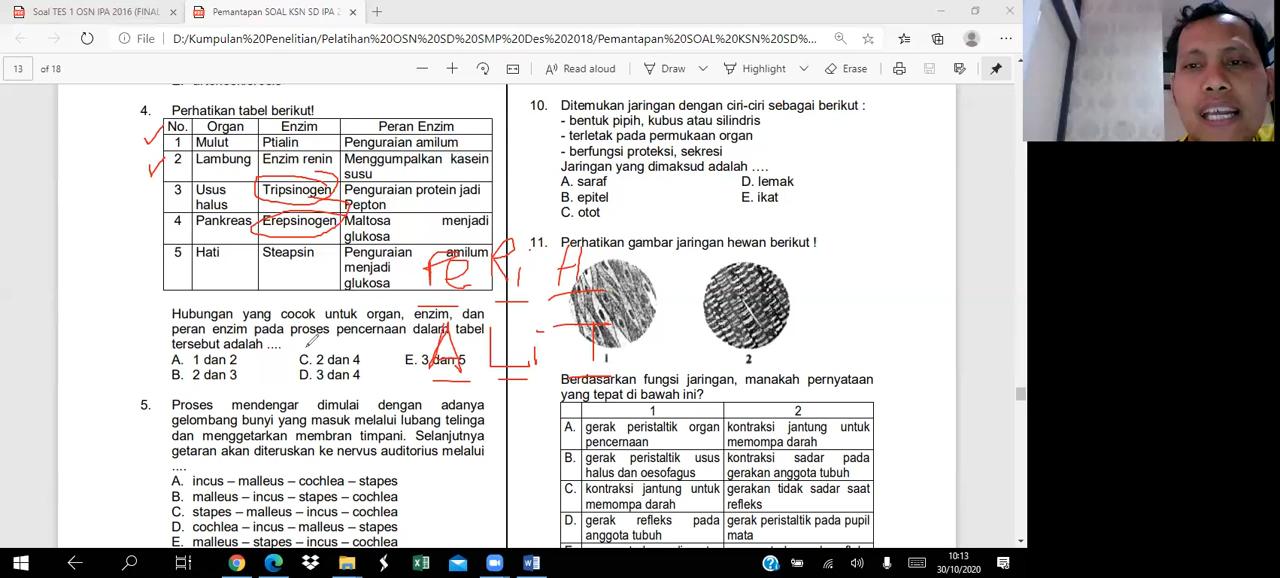 Soal TES 1 OSN IPA 2016 (FINAL
Pemantapan SOAL KSN SD IPA 2
File
D:/Kumpulan%20Penelitian/Pelatihan%20OSN%20SD%20SMP%20Des%202018/Pemantapan%20SOAL%20KSN%20SD%...
13 of 18
Read aloud
Draw
Highlight
Erase
4. Perhatikan tabel berikut!
No. Organ Enzim Peran Enzim
1 Mulut Ptialin Penguraian amilum
2 Lambung Enzim renin Menggumpalkan kasein
susu
3 Usus Tripsinogen Penguraian protein jadi
halus Pepton
4 Pankreas Erepsinogen Maltosa menjadi
glukosa
5 Hati Steapsin Penguraian amilum
menjadi
glukosa
Pe Ri H
A Li T
Hubungan yang cocok untuk organ, enzim, dan
peran enzim pada proses pencernaan dalam tabel
tersebut adalah ....
A. 1 dan 2 C. 2 dan 4 E. 3 dan 5
B. 2 dan 3 D. 3 dan 4
5. Proses mendengar dimulai dengan adanya
gelombang bunyi yang masuk melalui lubang telinga
dan menggetarkan membran timpani. Selanjutnya
getaran akan diteruskan ke nervus auditorius melalui
....
A. incus – malleus – cochlea – stapes
B. malleus – incus – stapes – cochlea
C. stapes – malleus – incus – cochlea
D. cochlea – incus – malleus – stapes
E. malleus – stapes – incus – cochlea
10. Ditemukan jaringan dengan ciri-ciri sebagai berikut :
- bentuk pipih, kubus atau silindris
- terletak pada permukaan organ
- berfungsi proteksi, sekresi
Jaringan yang dimaksud adalah ….
A. saraf D. lemak
B. epitel E. ikat
C. otot
11. Perhatikan gambar jaringan hewan berikut !
1 2
Berdasarkan fungsi jaringan, manakah pernyataan
yang tepat di bawah ini?
1 2
A. gerak peristaltik organ kontraksi jantung untuk
pencernaan memompa darah
B. gerak peristaltik usus kontraksi sadar pada
halus dan oesofagus gerakan anggota tubuh
C. kontraksi jantung untuk gerakan tidak sadar saat
memompa darah refleks
D. gerak refleks pada gerak peristaltik pada pupil
anggota tubuh mata
10:13
30/10/2020